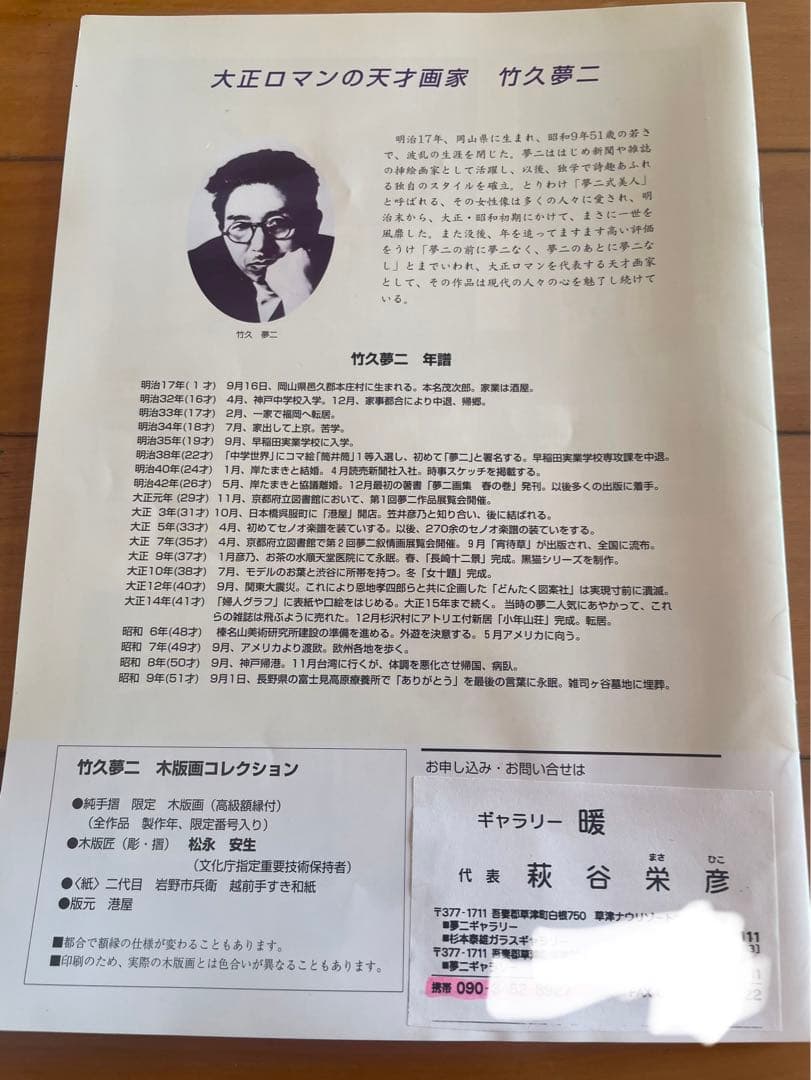 大正ロマンの天才画家　竹久夢二
明治17年、岡山県に生まれ、昭和9年51歳の若さ
で、波乱の生涯を閉じた。夢二ははじめ新聞や雑誌
の挿絵画家として活躍し、以後、独学で詩趣あふれ
る独自のスタイルを確立。とりわけ「夢二式美人」
と呼ばれる、その女性像は多くの人々に愛され、明
治末から、大正・昭和初期にかけて、まさに一世を
風靡した。また没後、年を追ってますます高い評価
をうけ「夢二の前に夢二なく、夢二のあとに夢二な
し」とまでいわれ、大正ロマンを代表する天才画家
として、その作品は現代の人々の心を魅了し続けて
いる。
竹久　夢二
竹久夢二　年譜
明治17年(１才)　9月16日、岡山県邑久郡本庄村に生まれる。本名茂次郎。家業は酒屋。
明治32年(16才)　4月、神戸中学校入学。12月、家事都合により中退、帰郷。
明治33年(17才)　2月、一家で福岡へ転居。
明治34年(18才)　7月、家出して上京。苦学。
明治35年(19才)　9月、早稲田実業学校に入学。
明治38年(22才)　「中学世界」にコマ絵「筒井筒」１等入選し、初めて「夢二」と署名する。早稲田実業学校専攻課を中退。
明治40年(24才)　1月、岸たまきと結婚。４月読売新聞社入社。時事スケッチを掲載する。
明治42年(26才)　5月、岸たまきと協議離婚。12月最初の著書「夢二画集　春の巻」発刊。以後多くの出版に着手。
大正元年 (29才)　11月、京都府立図書館において、第1回夢二作品展覧会開催。
大正 3年(31才) 10月、日本橋呉服町に「港屋」開店。笠井彦乃と知り合い、後に結ばれる。
大正 5年(33才)　4月、初めてセノオ楽譜を装ていする。以後、270余のセノオ楽譜の装ていをする。
大正 7年(35才)　4月、京都府立図書館で第２回夢二叙情画展覧会開催。９月「宵待草」が出版され、全国に流布。
大正 9年(37才)　1月彦乃、お茶の水順天堂医院にて永眠。春、「長崎十二景」完成。黒猫シリーズを制作。
大正10年(38才)　7月、モデルのお葉と渋谷に所帯を持つ。冬「女十題」完成。
大正12年(40才)　9月、関東大震災。これにより恩地孝四郎らと共に企画した「どんたく図案社」は実現寸前に潰滅。
大正14年(41才)　「婦人グラフ」に表紙や口絵をはじめる。大正15年まで続く。 当時の夢二人気にあやかって、これ
らの雑誌は飛ぶように売れた。12月杉沢村にアトリエ付新居「小年山荘」完成。転居。
昭和 6年(48才)　榛名山美術研究所建設の準備を進める。外遊を決意する。５月アメリカに向う。
昭和 7年(49才)　9月、アメリカより渡欧。欧州各地を歩く。
昭和 8年(50才)　9月、神戸帰港。11月台湾に行くが、体調を悪化させ帰国、病臥。
昭和 9年(51才)　9月1日、長野県の富士見高原療養所で「ありがとう」を最後の言葉に永眠。雑司ヶ谷墓地に埋葬。
竹久夢二　木版画コレクション
●純手摺　限定　木版画（高級額縁付）
（全作品　製作年、限定番号入り）
●木版匠（彫・摺）　松永　安生
（文化庁指定重要技術保持者）
●〈紙〉二代目　岩野市兵衛　越前手すき和紙
●版元　港屋
■都合で額縁の仕様が変わることもあります。
■印刷のため、実際の木版画とは色合いが異なることもあります。
お申し込み・お問い合せは
ギャラリー　暖
まさ　ひこ
代表　萩谷栄彦
〒377-1711 吾妻郡草津町白根750　草津ナウリゾート
■夢二ギャラリー
■杉本泰雄ガラスギャラリー
〒377-1711 吾妻郡草
■夢二ギャラ
携帯 090-